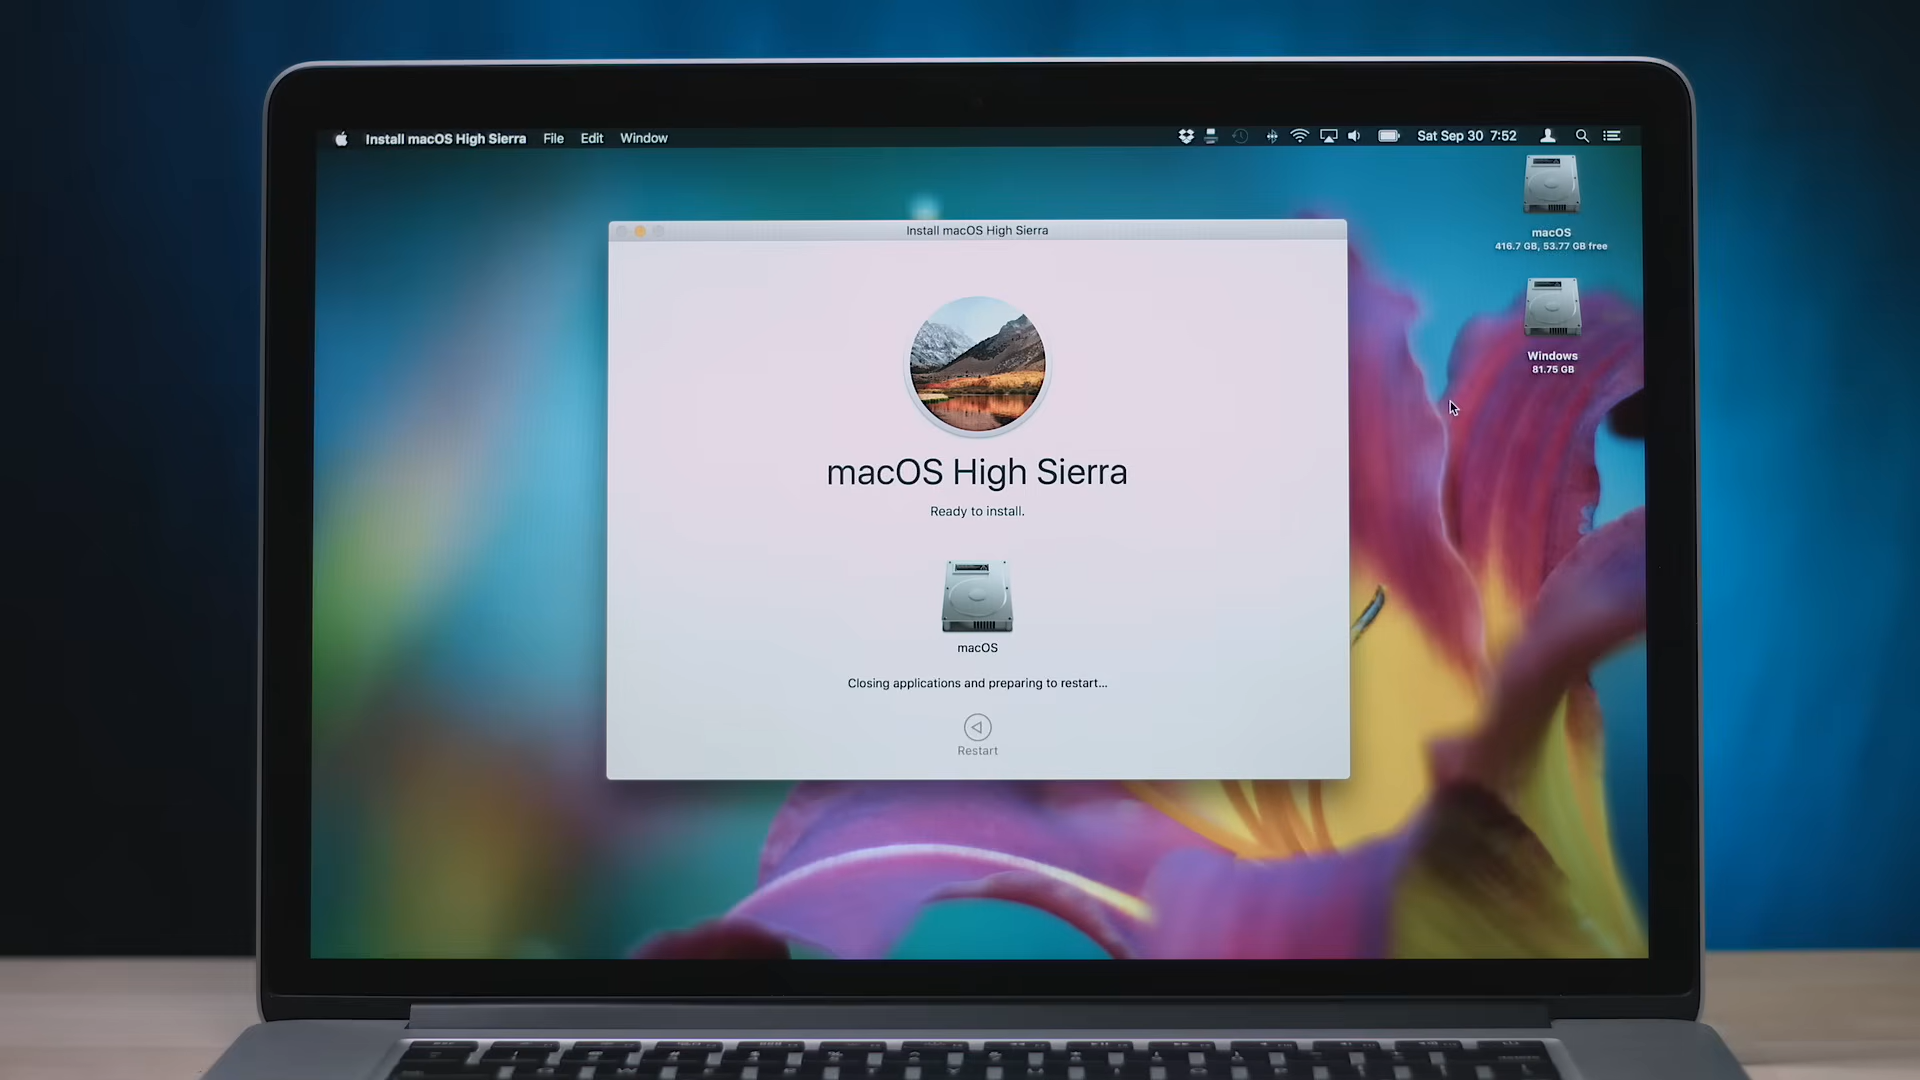 Install macOS High Sierra File Edit Window Sat Sep 30 7:52
macOS
416.7 GB, 53.77 GB free
Windows
81.75 GB
Install macOS High Sierra
macOS High Sierra
Ready to install.
macOS
Closing applications and preparing to restart...
Restart